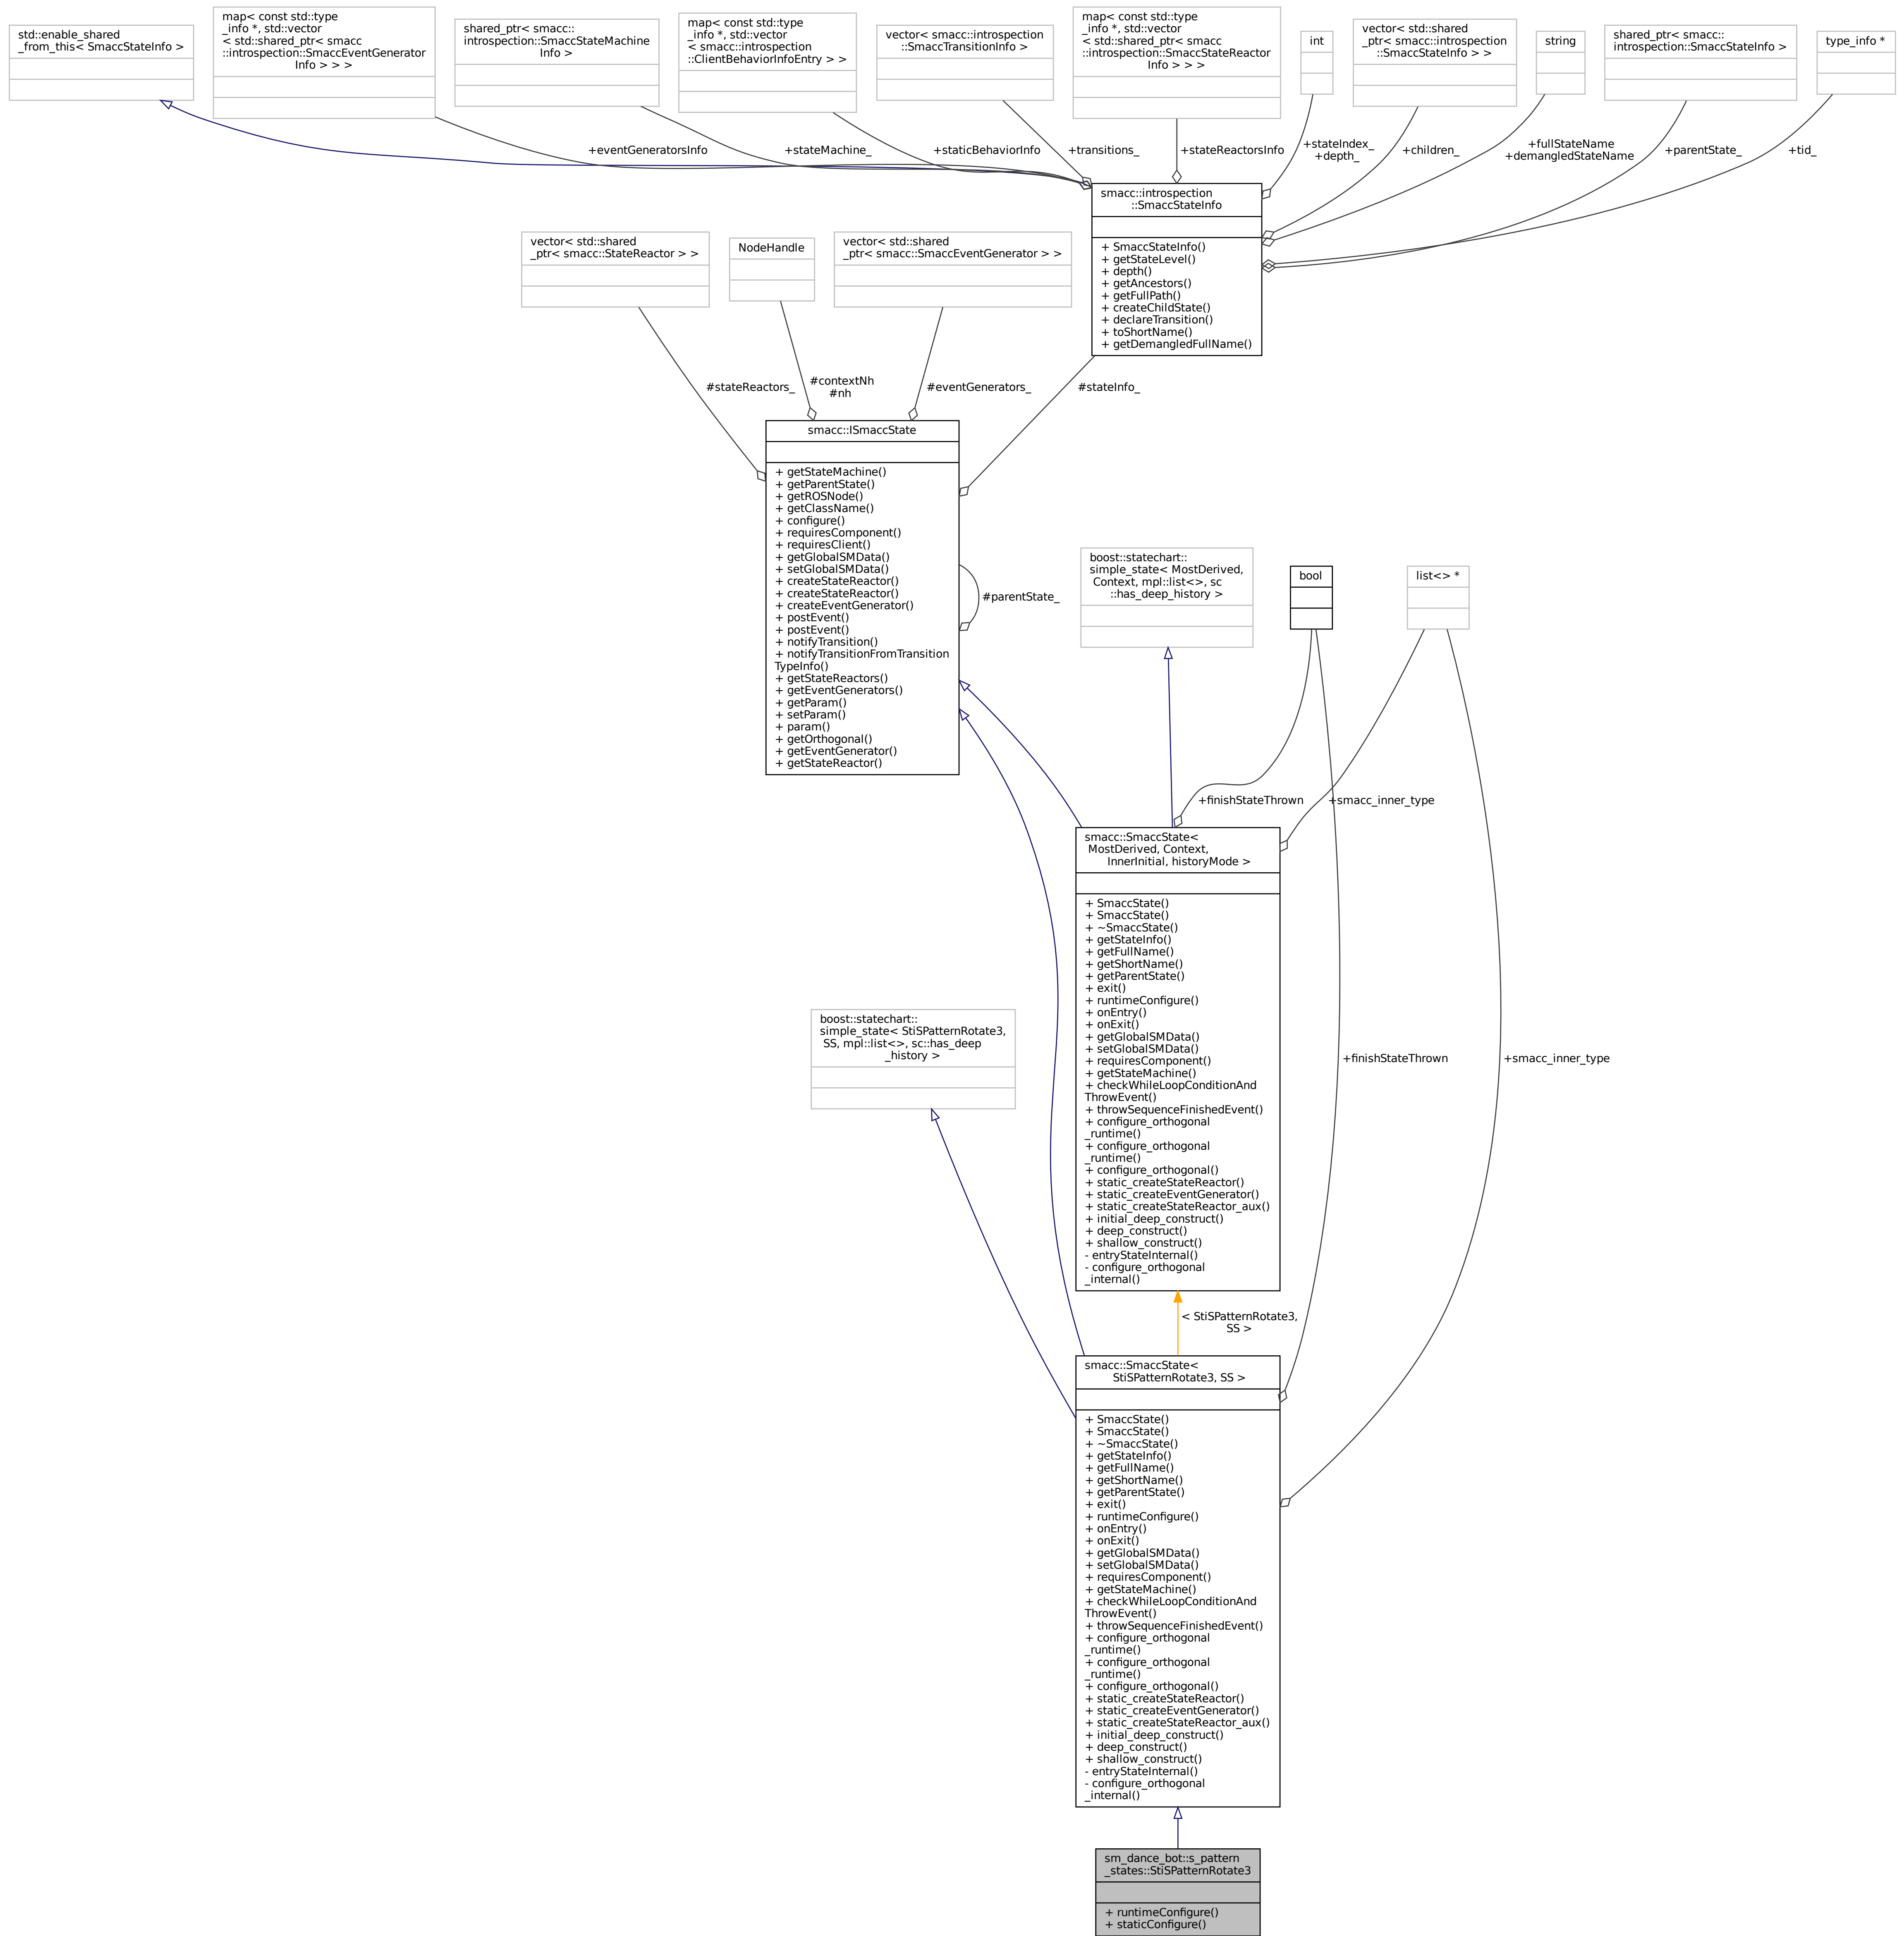 std::enable_shared
_from_this< SmaccStateInfo >
map< const std::type
_info *, std::vector
< std::shared_ptr< smacc
::introspection::SmaccEventGenerator
Info > > >
shared_ptr< smacc::
introspection::SmaccStateMachine
Info >
map< const std::type
_info *, std::vector
< smacc::introspection
::ClientBehaviorInfoEntry > >
vector< smacc::introspection
::SmaccTransitionInfo >
map< const std::type
_info *, std::vector
< std::shared_ptr< smacc
::introspection::SmaccStateReactor
Info > > >
int
vector< std::shared
_ptr< smacc::introspection
::SmaccStateInfo > >
string
shared_ptr< smacc::
introspection::SmaccStateInfo >
type_info *
+eventGeneratorsInfo
+stateMachine_
+staticBehaviorInfo
+transitions_
+stateReactorsInfo
+stateIndex_
+depth_
+children_
+fullStateName
+demangledStateName
+parentState_
+tid_
smacc::introspection
::SmaccStateInfo
+ SmaccStateInfo()
+ getStateLevel()
+ depth()
+ getAncestors()
+ getFullPath()
+ createChildState()
+ declareTransition()
+ toShortName()
+ getDemangledFullName()
vector< std::shared
_ptr< smacc::StateReactor > >
NodeHandle
vector< std::shared
_ptr< smacc::SmaccEventGenerator > >
#stateReactors_
#contextNh
#nh
#eventGenerators_
#stateInfo_
smacc::ISmaccState
+ getStateMachine()
+ getParentState()
+ getROSNode()
+ getClassName()
+ configure()
+ requiresComponent()
+ requiresClient()
+ getGlobalSMData()
+ setGlobalSMData()
+ createStateReactor()
+ createStateReactor()
+ createEventGenerator()
+ postEvent()
+ postEvent()
+ notifyTransition()
+ notifyTransitionFromTransition
TypeInfo()
+ getStateReactors()
+ getEventGenerators()
+ getParam()
+ setParam()
+ param()
+ getOrthogonal()
+ getEventGenerator()
+ getStateReactor()
#parentState_
boost::statechart::
simple_state< MostDerived,
Context, mpl::list<>, sc
::has_deep_history >
bool
list<> *
+finishStateThrown
+smacc_inner_type
smacc::SmaccState<
MostDerived, Context,
InnerInitial, historyMode >
+ SmaccState()
+ SmaccState()
+ ~SmaccState()
+ getStateInfo()
+ getFullName()
+ getShortName()
+ getParentState()
+ exit()
+ runtimeConfigure()
+ onEntry()
+ onExit()
+ getGlobalSMData()
+ setGlobalSMData()
+ requiresComponent()
+ getStateMachine()
+ checkWhileLoopConditionAnd
ThrowEvent()
+ throwSequenceFinishedEvent()
+ configure_orthogonal
_runtime()
+ configure_orthogonal
_runtime()
+ configure_orthogonal()
+ static_createStateReactor()
+ static_createEventGenerator()
+ static_createStateReactor_aux()
+ initial_deep_construct()
+ deep_construct()
+ shallow_construct()
- entryStateInternal()
- configure_orthogonal
_internal()
boost::statechart::
simple_state< StiSPatternRotate3,
SS, mpl::list<>, sc::has_deep
_history >
+finishStateThrown
+smacc_inner_type
< StiSPatternRotate3,
SS >
smacc::SmaccState<
StiSPatternRotate3, SS >
+ SmaccState()
+ SmaccState()
+ ~SmaccState()
+ getStateInfo()
+ getFullName()
+ getShortName()
+ getParentState()
+ exit()
+ runtimeConfigure()
+ onEntry()
+ onExit()
+ getGlobalSMData()
+ setGlobalSMData()
+ requiresComponent()
+ getStateMachine()
+ checkWhileLoopConditionAnd
ThrowEvent()
+ throwSequenceFinishedEvent()
+ configure_orthogonal
_runtime()
+ configure_orthogonal
_runtime()
+ configure_orthogonal()
+ static_createStateReactor()
+ static_createEventGenerator()
+ static_createStateReactor_aux()
+ initial_deep_construct()
+ deep_construct()
+ shallow_construct()
- entryStateInternal()
- configure_orthogonal
_internal()
sm_dance_bot::s_pattern
_states::StiSPatternRotate3
+ runtimeConfigure()
+ staticConfigure()